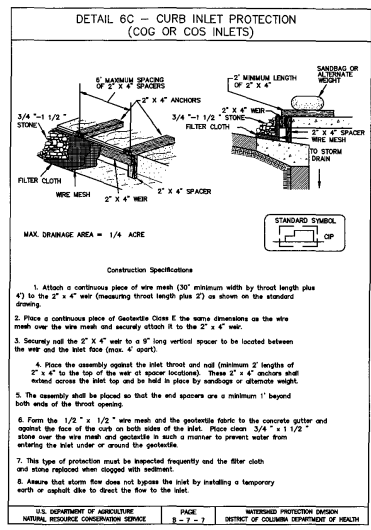 DETAIL 6C – CURB INLET PROTECTION
(COG OR COS INLETS)
6' MAXIMUM SPACING
OF 2" X 4" SPACERS
2" X 4" ANCHORS
3/4 "-1 1/2 "
STONE
FILTER CLOTH
WIRE MESH
2" X 4" WEIR
2" X 4" SPACER
SANDBAG OR
ALTERNATE
WEIGHT
2' MINIMUM LENGTH
OF 2" X 4"
2" X 4" WEIR
3/4 "-1 1/2 " STONE
FILTER CLOTH
2" X 4" SPACER
WIRE MESH
TO STORM
DRAIN
MAX. DRAINAGE AREA = 1/4 ACRE
STANDARD SYMBOL
CIP
Construction Specifications
1. Attach a continuous piece of wire mesh (30" minimum width by throat length plus
4') to the 2" x 4" weir (measuring throat length plus 2') as shown on the standard
drawing.
2. Place a continuous piece of Geotextile Class E the same dimensions as the wire
mesh over the wire mesh and securely attach it to the 2" x 4" weir.
3. Securely nail the 2" X 4" weir to a 9" long vertical spacer to be located between
the weir and the inlet face (max. 4' apart).
4. Place the assembly against the inlet throat and nail (minimum 2' lengths of
2" x 4" to the top of the weir at spacer locations). These 2" x 4" anchors shall
extend across the inlet top and be held in place by sandbags or alternate weight.
5. The assembly shall be placed so that the end spacers are a minimum 1' beyond
both ends of the throat opening.
6. Form the 1/2 " x 1/2 " wire mesh and the geotextile fabric to the concrete gutter and
against the face of the curb on both sides of the inlet. Place clean 3/4 " x 1 1/2 "
stone over the wire mesh and geotextile in such a manner to prevent water from
entering the inlet under or around the geotextile.
7. This type of protection must be inspected frequently and the filter cloth
and stone replaced when clogged with sediment.
8. Assure that storm flow does not bypass the inlet by installing a temporary
earth or asphalt dike to direct the flow to the inlet.
U.S. DEPARTMENT OF AGRICULTURE
NATURAL RESOURCE CONSERVATION SERVICE
PAGE
B - 7 - 7
WATERSHED PROTECTION DIVISION
DISTRICT OF COLUMBIA DEPARTMENT OF HEALTH